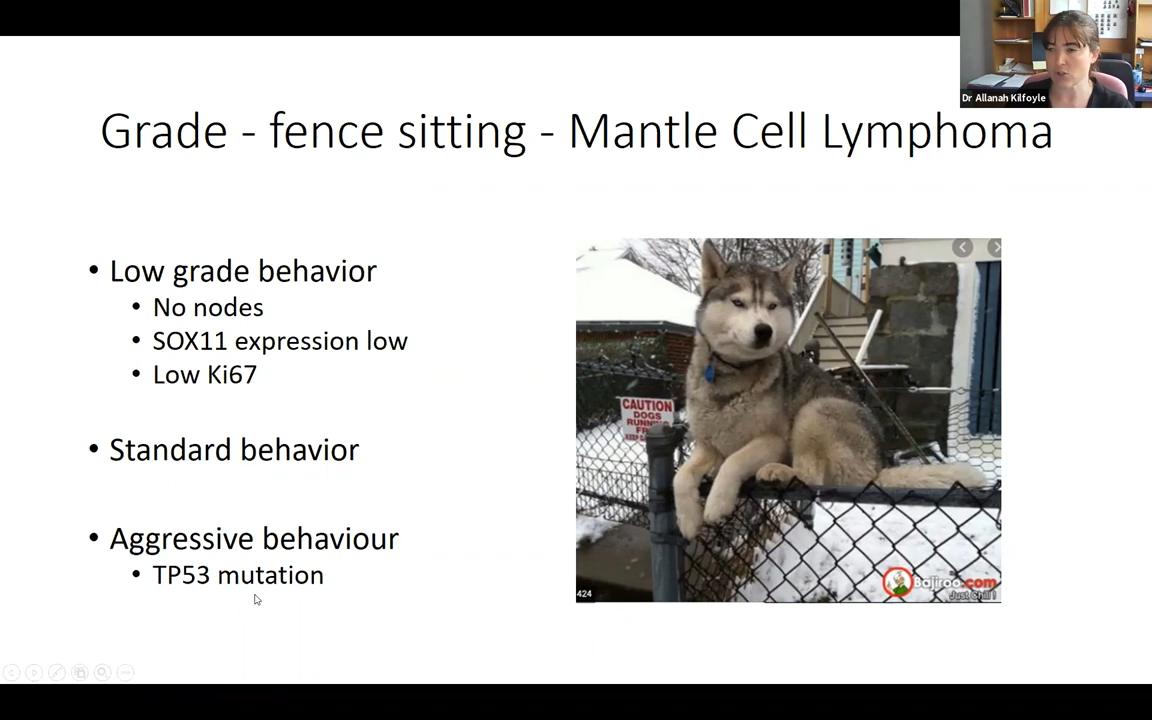 Dr Allanah Kilfoyle
Grade - fence sitting - Mantle Cell Lymphoma
• Low grade behavior
• No nodes
• SOX11 expression low
• Low Ki67
• Standard behavior
• Aggressive behaviour
• TP53 mutation
CAUTION
DOGS
RUNNING
424
Bajiroo.com
Just Chill !